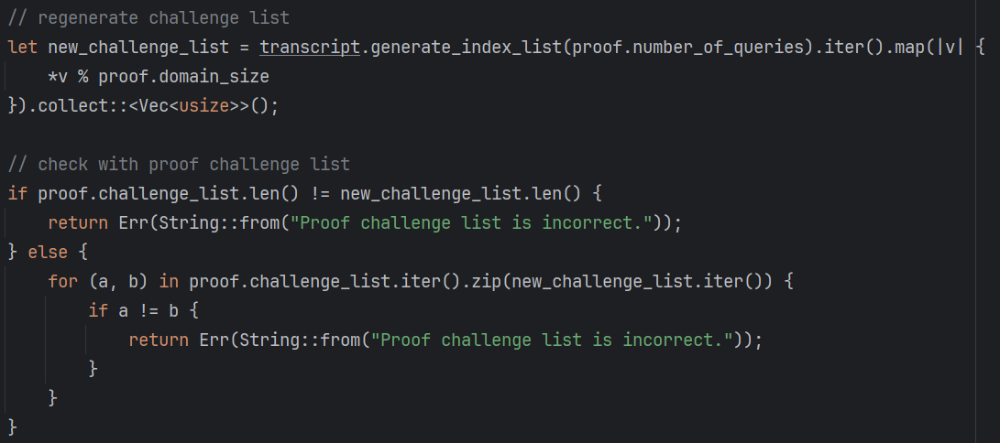 // regenerate challenge list
let new_challenge_list = transcript.generate_index_list(proof.number_of_queries).iter().map(|v| {
    *v % proof.domain_size
}).collect::<Vec<usize>>();

// check with proof challenge list
if proof.challenge_list.len() != new_challenge_list.len() {
    return Err(String::from("Proof challenge list is incorrect."));
} else {
    for (a, b) in proof.challenge_list.iter().zip(new_challenge_list.iter()) {
        if a != b {
            return Err(String::from("Proof challenge list is incorrect."));
        }
    }
}